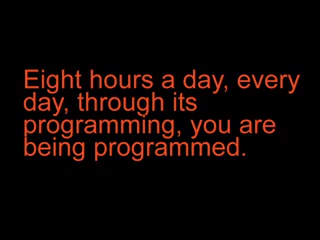 Eight hours a day, every
day, through its
programming, you are
being programmed.